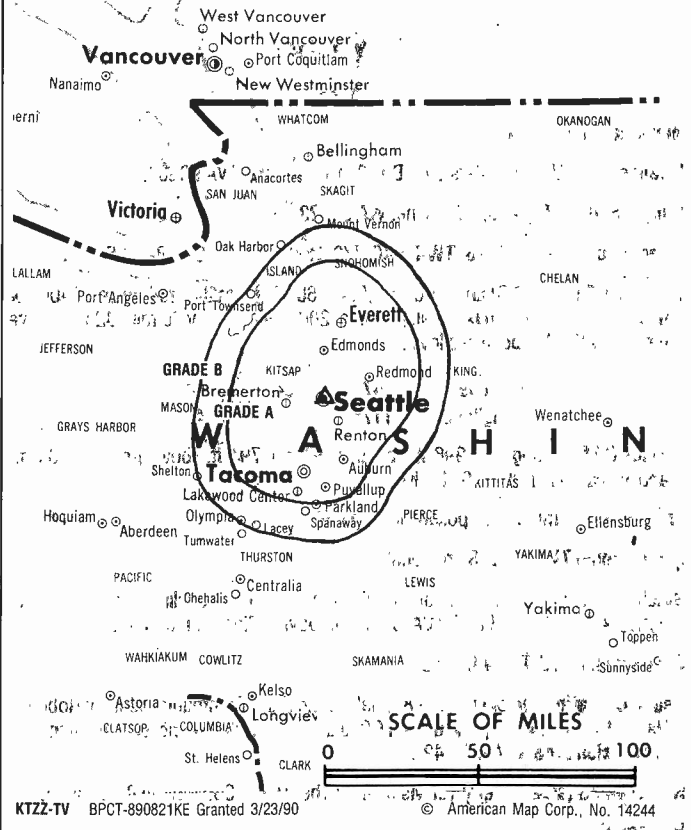 West Vancouver
North Vancouver
Vancouver
Port Coquitlam
Nanaimo
New Westminster
erni
WHATCOM
OKANOGAN
Bellingham
Anacortes
SAN JUAN
SKAGIT
Victoria
Mount Vernon
Oak Harbor
SNOHOMISH
ISLAND
LALLAM
CHELAN
Port Angeles
Port Townsend
Everett
Edmonds
JEFFERSON
GRADE B
KITSAP
Redmond
KING
Bremerton
MASON
GRADE A
Seattle
Wenatchee
GRAYS HARBOR
Renton
W A S H I N
Shelton
Tacoma
Auburn
KITTITAS
Lakewood Center
Puyallup
Parkland
Hoquiam
Aberdeen
Olympia
Lacey
Spanaway
PIERCE
Ellensburg
Tumwater
THURSTON
YAKIMA
PACIFIC
Centralia
LEWIS
Chehalis
Yakima
Toppen
WAHKIAKUM
COWLITZ
SKAMANIA
Sunnyside
Kelso
Astoria
Longview
CLATSOP
COLUMBIA
SCALE OF MILES
St. Helens
CLARK
0 50 100
KTZZ-TV BPCT-890821KE Granted 3/23/90
© American Map Corp., No. 14244